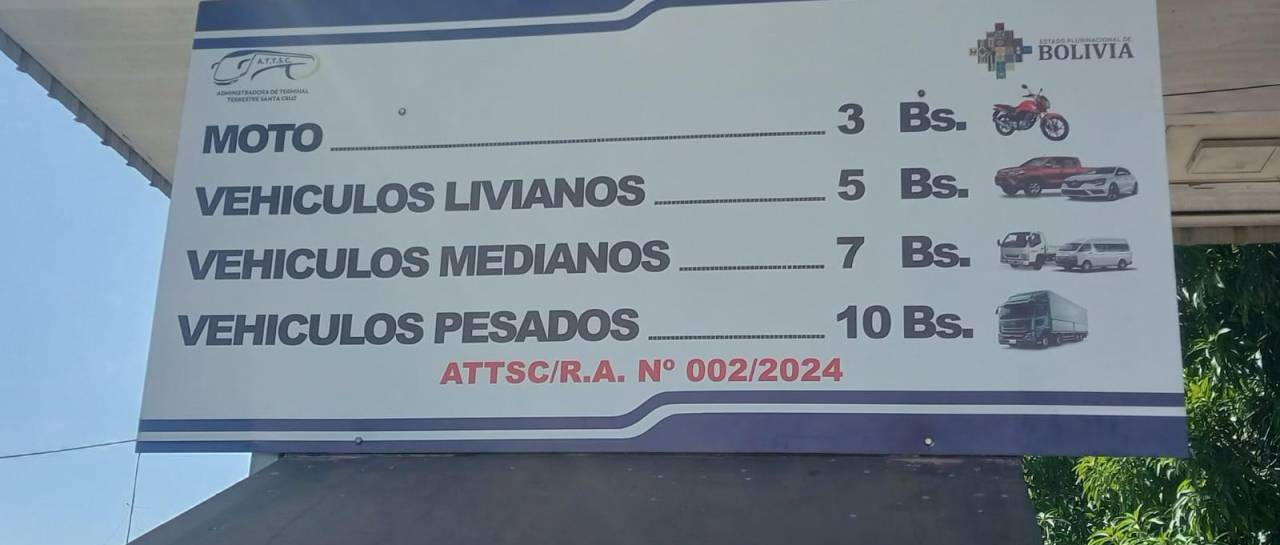 A.T.T.S.C.
ADMINISTRADORA DE TERMINAL
TERRESTRE SANTA CRUZ
ESTADO PLURINACIONAL DE
BOLIVIA
MOTO ........................ 3 Bs.
VEHICULOS LIVIANOS ........................ 5 Bs.
VEHICULOS MEDIANOS ........................ 7 Bs.
VEHICULOS PESADOS ........................ 10 Bs.
ATTSC/R.A. Nº 002/2024